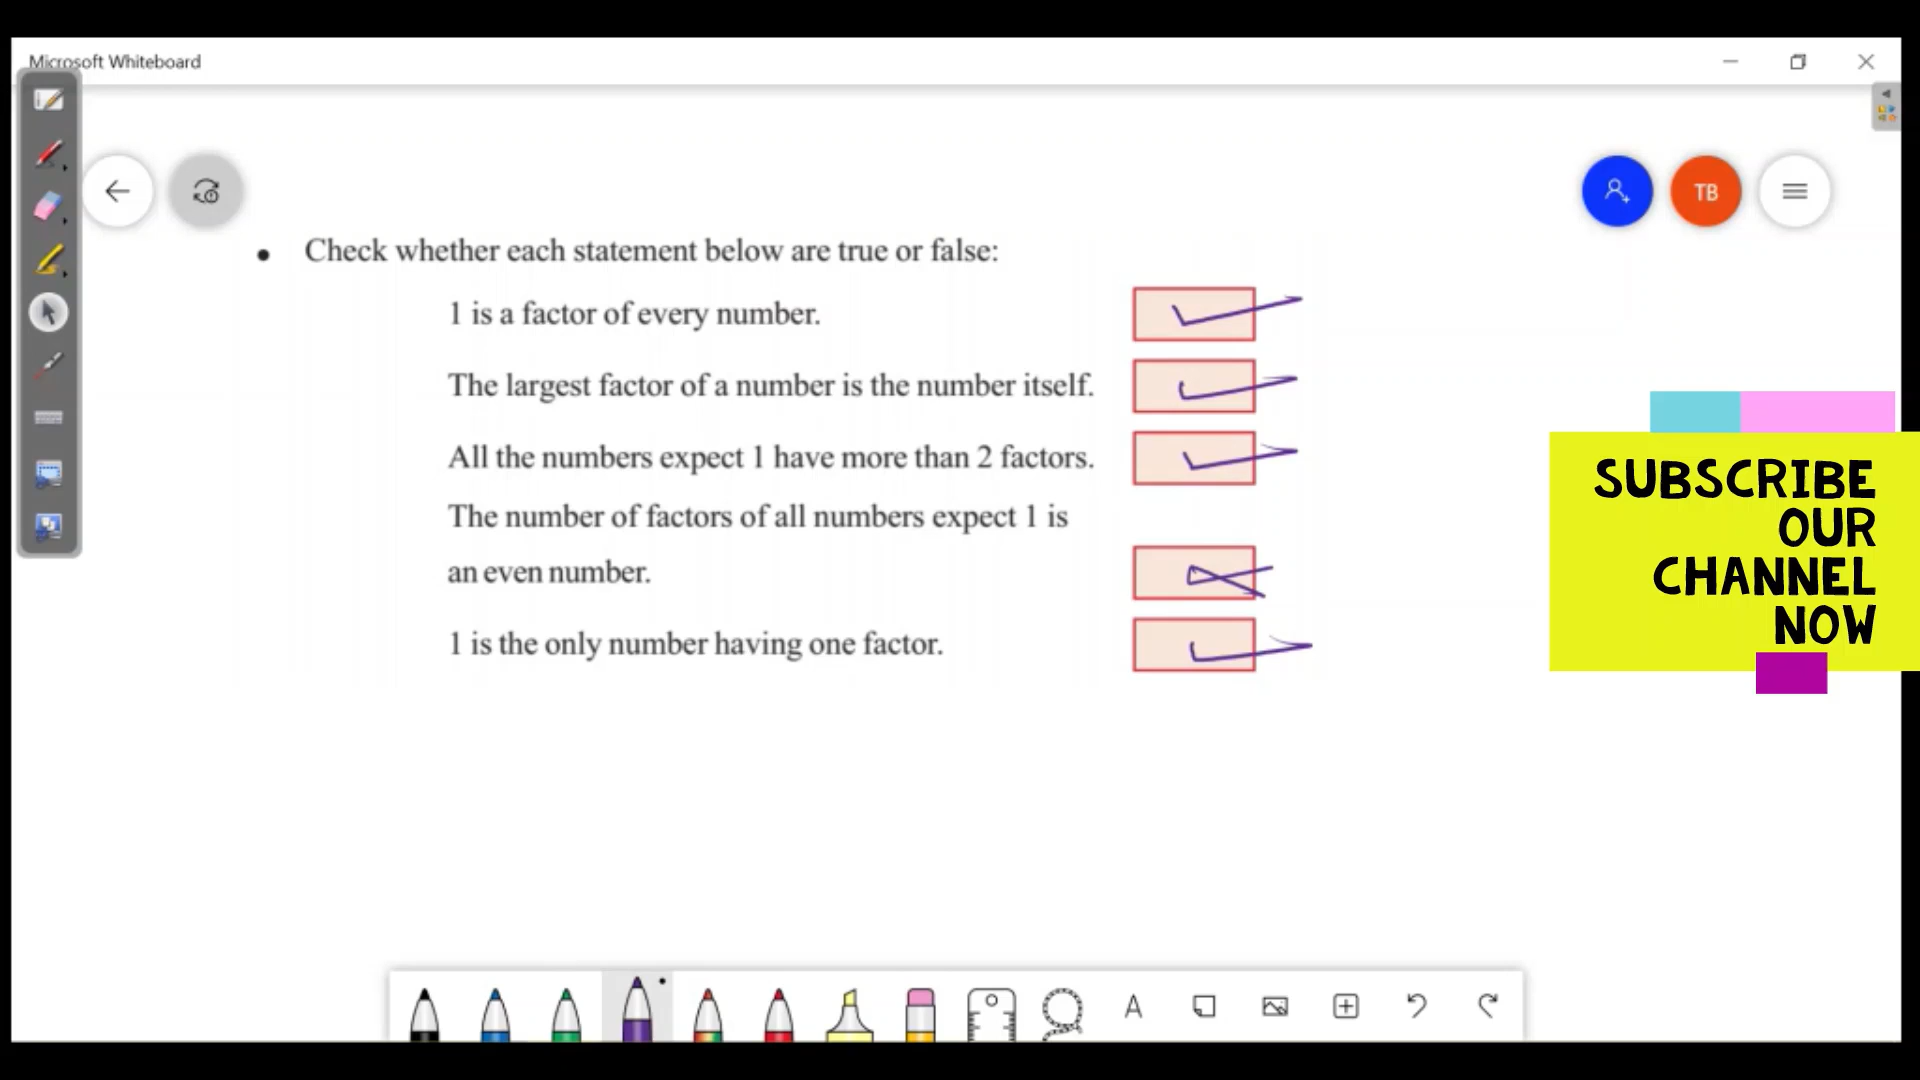 Microsoft Whiteboard
TB
• Check whether each statement below are true or false:
1 is a factor of every number.
The largest factor of a number is the number itself.
All the numbers expect 1 have more than 2 factors.
The number of factors of all numbers expect 1 is
an even number.
1 is the only number having one factor.
SUBSCRIBE
OUR
CHANNEL
NOW
A